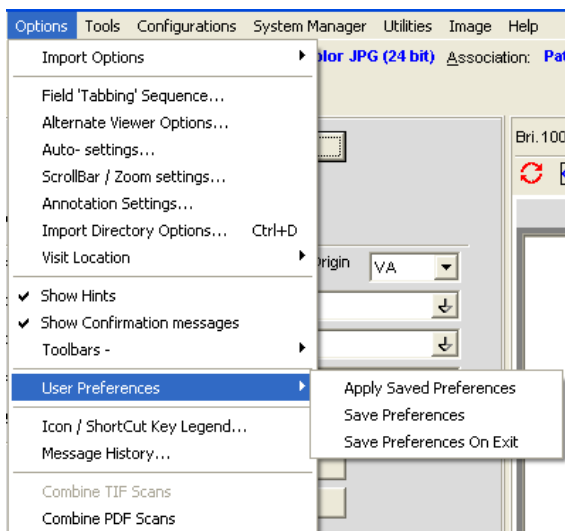 Options Tools Configurations System Manager Utilities Image Help
Import Options
JPG (24 bit) Association:
Field 'Tabbing' Sequence...
Alternate Viewer Options...
Auto- settings...
Bri.100
ScrollBar / Zoom settings...
Annotation Settings...
Import Directory Options... Ctrl+D
Visit Location
Origin VA
Show Hints
Show Confirmation messages
Toolbars -
User Preferences
Apply Saved Preferences
Save Preferences
Save Preferences On Exit
Icon / ShortCut Key Legend...
Message History...
Combine TIF Scans
Combine PDF Scans